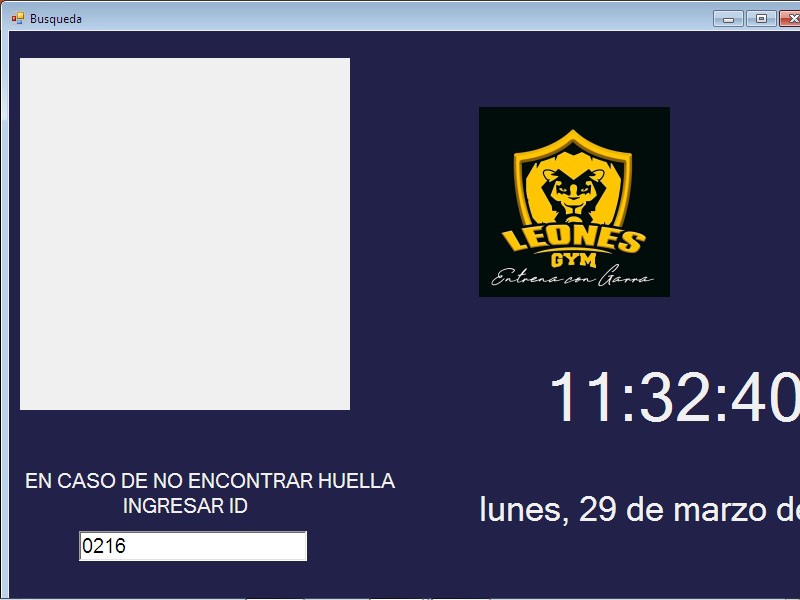 Busqueda
LEONES
GYM
Entrena con Garra
11:32:40
EN CASO DE NO ENCONTRAR HUELLA
INGRESAR ID
lunes, 29 de marzo de
0216